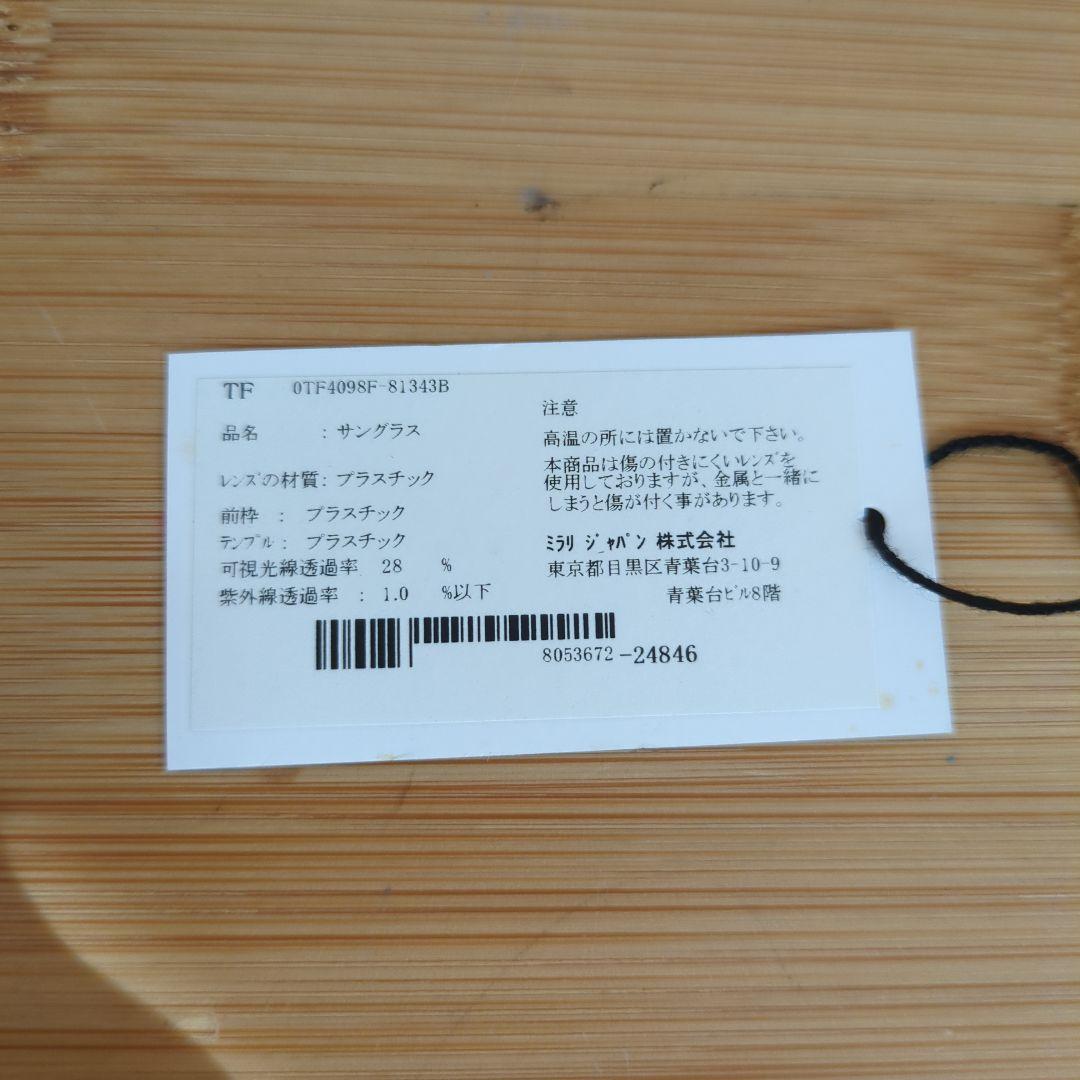 TF 0TF4098F-81343B
品名 : サングラス
レンズの材質: プラスチック
前枠 : プラスチック
テンプル : プラスチック
可視光線透過率 28 %
紫外線透過率 : 1.0 %以下
注意
高温の所には置かないで下さい。
本商品は傷の付きにくいレンズを
使用しておりますが、金属と一緒に
しまうと傷が付く事があります。
ミラリ ジャパン 株式会社
東京都目黒区青葉台3-10-9
青葉台ビル8階
8053672-24846